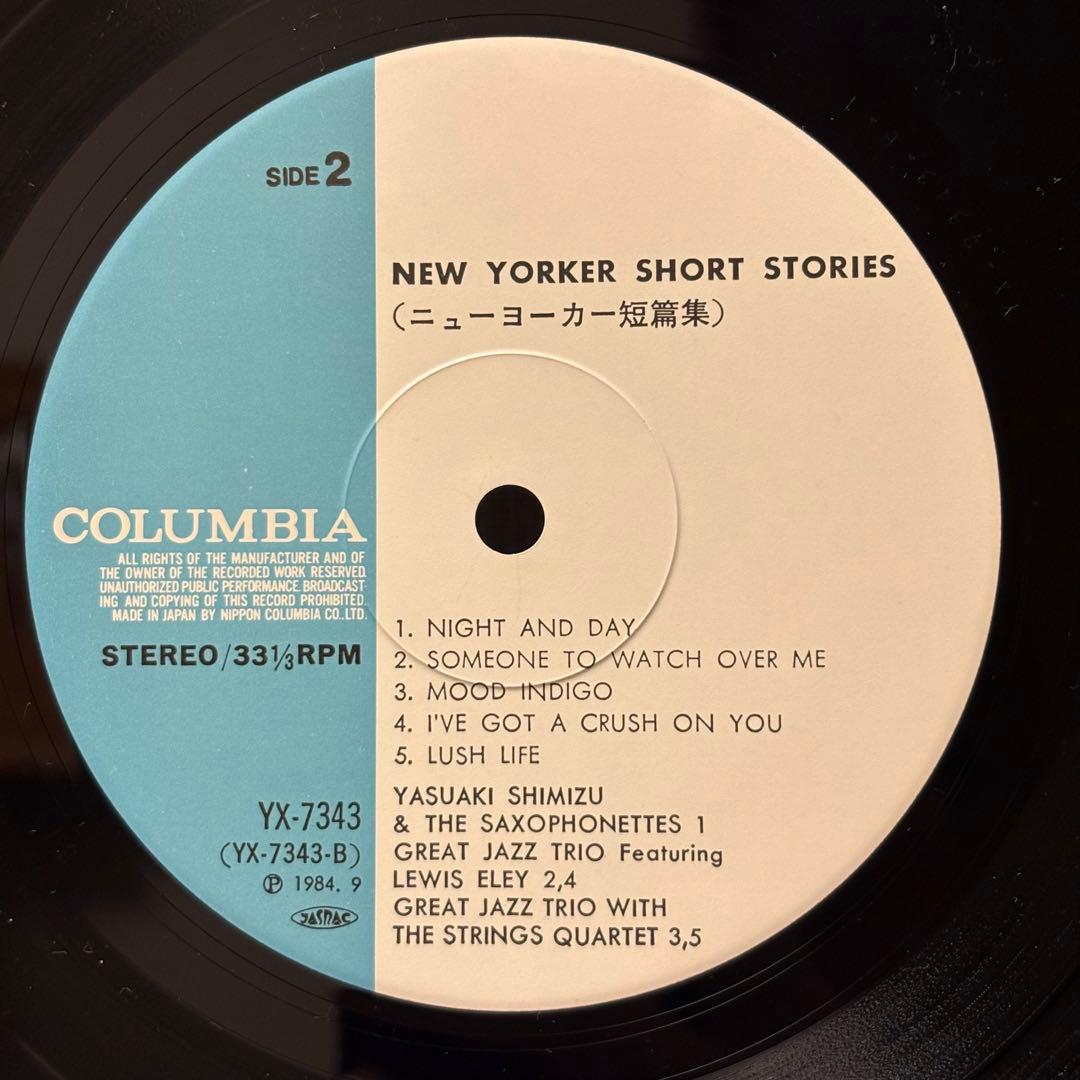 SIDE 2
NEW YORKER SHORT STORIES
(ニューヨーカー短篇集)
COLUMBIA
ALL RIGHTS OF THE MANUFACTURER AND OF
THE OWNER OF THE RECORDED WORK RESERVED.
UNAUTHORIZED PUBLIC PERFORMANCE. BROADCAST
ING AND COPYING OF THIS RECORD PROHIBITED.
MADE IN JAPAN BY NIPPON COLUMBIA CO., LTD.
STEREO/33⅓RPM
1. NIGHT AND DAY
2. SOMEONE TO WATCH OVER ME
3. MOOD INDIGO
4. I'VE GOT A CRUSH ON YOU
5. LUSH LIFE
YASUAKI SHIMIZU
& THE SAXOPHONETTES 1
GREAT JAZZ TRIO Featuring
LEWIS ELEY 2,4
GREAT JAZZ TRIO WITH
THE STRINGS QUARTET 3,5
YX-7343
(YX-7343-B)
Ⓟ 1984. 9
JASRAC